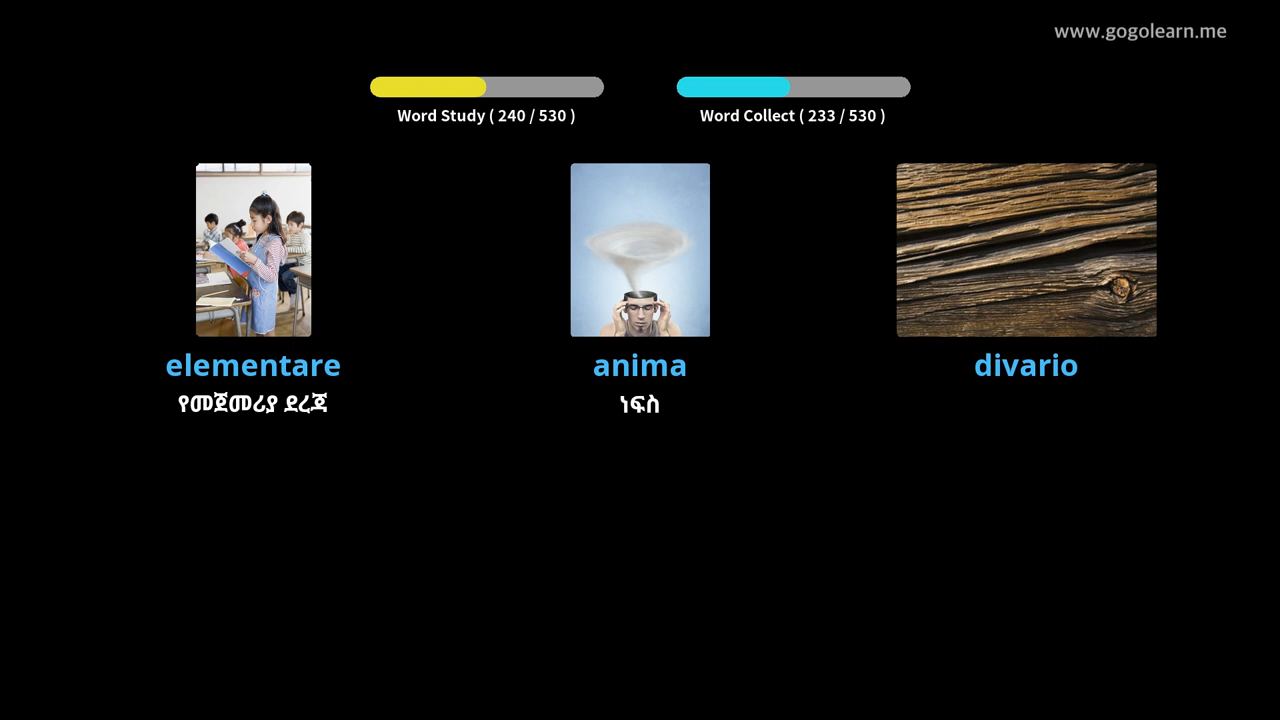 www.gogolearn.me
Word Study ( 240 / 530 )
Word Collect ( 233 / 530 )
elementare
የመጀመሪያ ደረጃ
anima
ነፍስ
divario